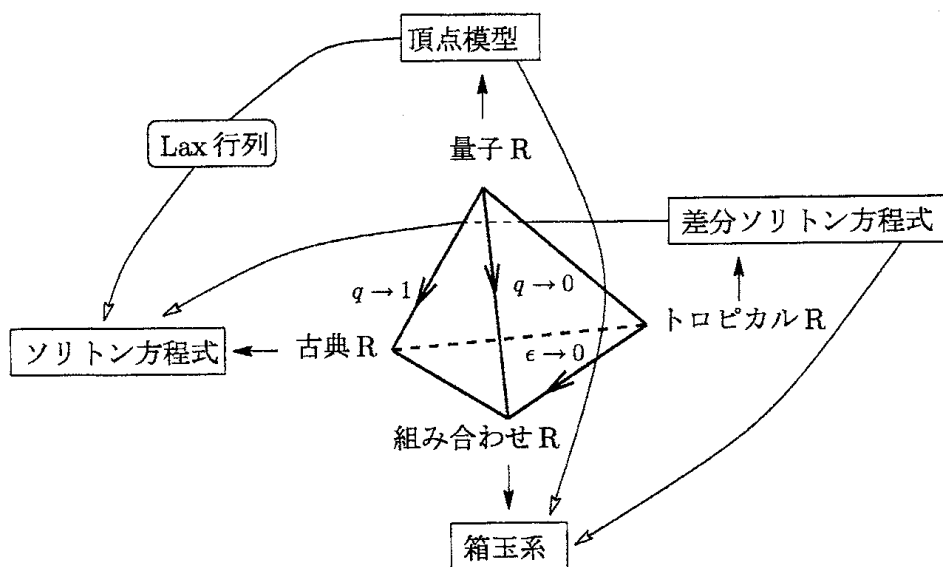 頂点模型
Lax 行列
量子 R
差分ソリトン方程式
q → 1
q → 0
トロピカル R
ソリトン方程式
古典 R
ϵ → 0
組み合わせ R
箱玉系